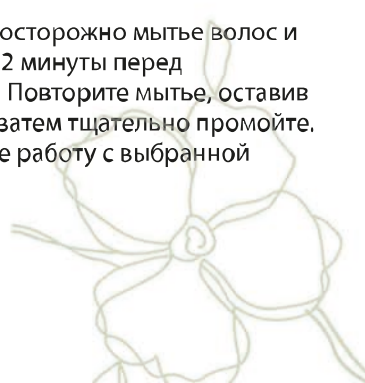 осторожно мытье волос и
2 минуты перед
Повторите мытье, оставив
затем тщательно промойте.
е работу с выбранной